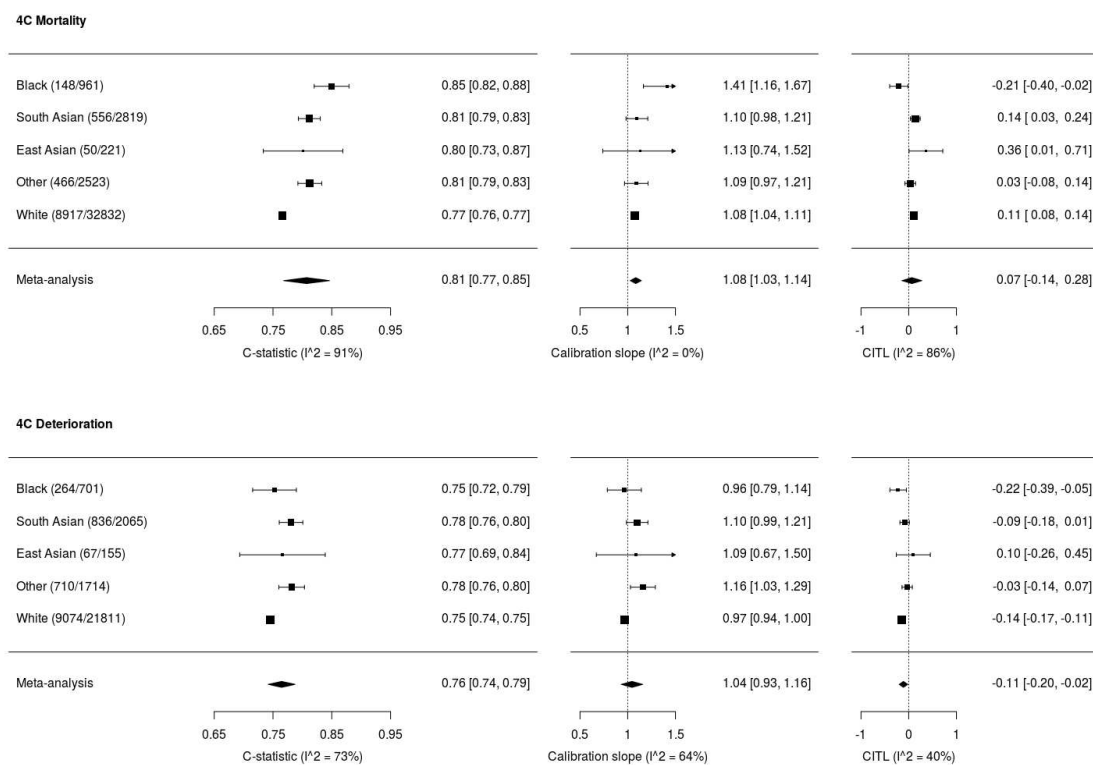 4C Mortality
Black (148/961) 0.85 [0.82, 0.88] 1.41 [1.16, 1.67] -0.21 [-0.40, -0.02]
South Asian (556/2819) 0.81 [0.79, 0.83] 1.10 [0.98, 1.21] 0.14 [ 0.03, 0.24]
East Asian (50/221) 0.80 [0.73, 0.87] 1.13 [0.74, 1.52] 0.36 [ 0.01, 0.71]
Other (466/2523) 0.81 [0.79, 0.83] 1.09 [0.97, 1.21] 0.03 [-0.08, 0.14]
White (8917/32832) 0.77 [0.76, 0.77] 1.08 [1.04, 1.11] 0.11 [ 0.08, 0.14]
Meta-analysis 0.81 [0.77, 0.85] 1.08 [1.03, 1.14] 0.07 [-0.14, 0.28]
0.65 0.75 0.85 0.95 0.5 1 1.5 -1 0 1
C-statistic (I^2 = 91%) Calibration slope (I^2 = 0%) CITL (I^2 = 86%)
4C Deterioration
Black (264/701) 0.75 [0.72, 0.79] 0.96 [0.79, 1.14] -0.22 [-0.39, -0.05]
South Asian (836/2065) 0.78 [0.76, 0.80] 1.10 [0.99, 1.21] -0.09 [-0.18, 0.01]
East Asian (67/155) 0.77 [0.69, 0.84] 1.09 [0.67, 1.50] 0.10 [-0.26, 0.45]
Other (710/1714) 0.78 [0.76, 0.80] 1.16 [1.03, 1.29] -0.03 [-0.14, 0.07]
White (9074/21811) 0.75 [0.74, 0.75] 0.97 [0.94, 1.00] -0.14 [-0.17, -0.11]
Meta-analysis 0.76 [0.74, 0.79] 1.04 [0.93, 1.16] -0.11 [-0.20, -0.02]
0.65 0.75 0.85 0.95 0.5 1 1.5 -1 0 1
C-statistic (I^2 = 73%) Calibration slope (I^2 = 64%) CITL (I^2 = 40%)